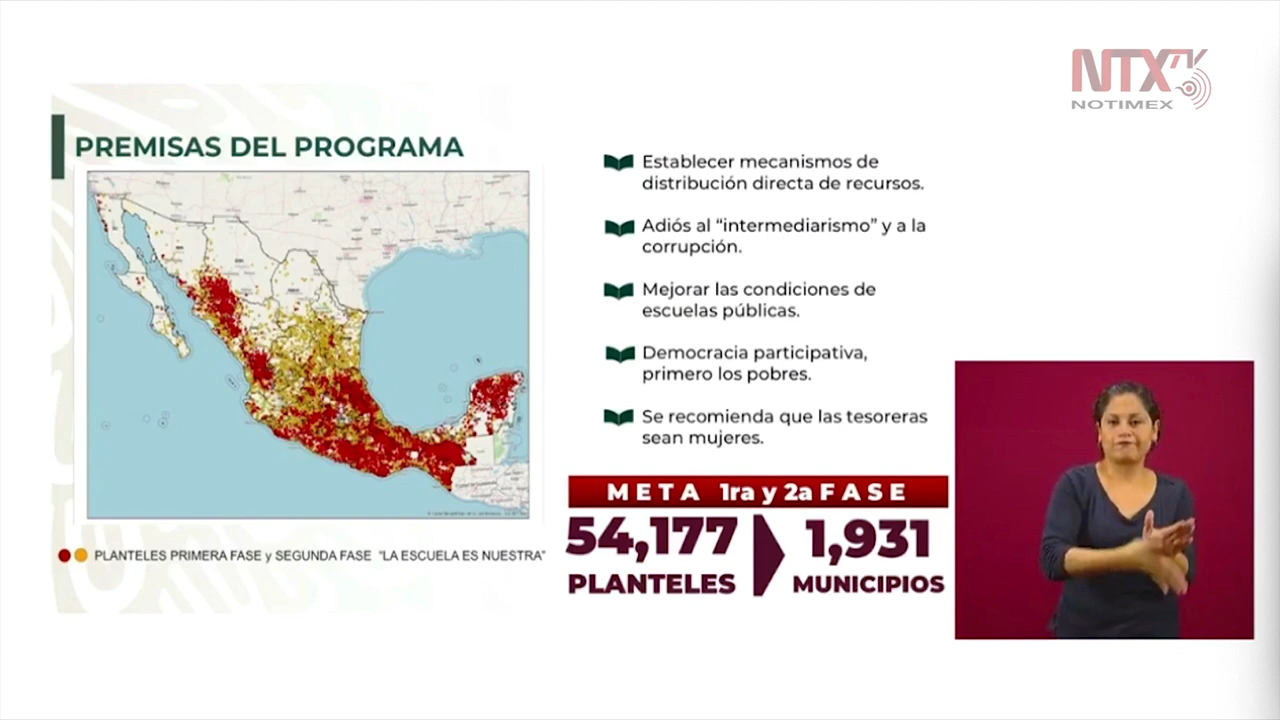 NTX
NOTIMEX
PREMISAS DEL PROGRAMA
Establecer mecanismos de
distribución directa de recursos.
Adiós al “intermediarismo” y a la
corrupción.
Mejorar las condiciones de
escuelas públicas.
Democracia participativa,
primero los pobres.
Se recomienda que las tesoreras
sean mujeres.
META 1ra y 2a FASE
54,177 1,931
PLANTELES MUNICIPIOS
PLANTELES PRIMERA FASE y SEGUNDA FASE "LA ESCUELA ES NUESTRA"